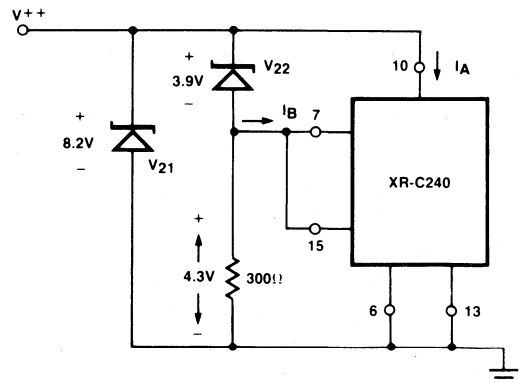 V++
+
3.9V
–
V22
10
IA
IB
7
+
8.2V
–
V21
XR-C240
15
+
4.3V
–
300Ω
6
13